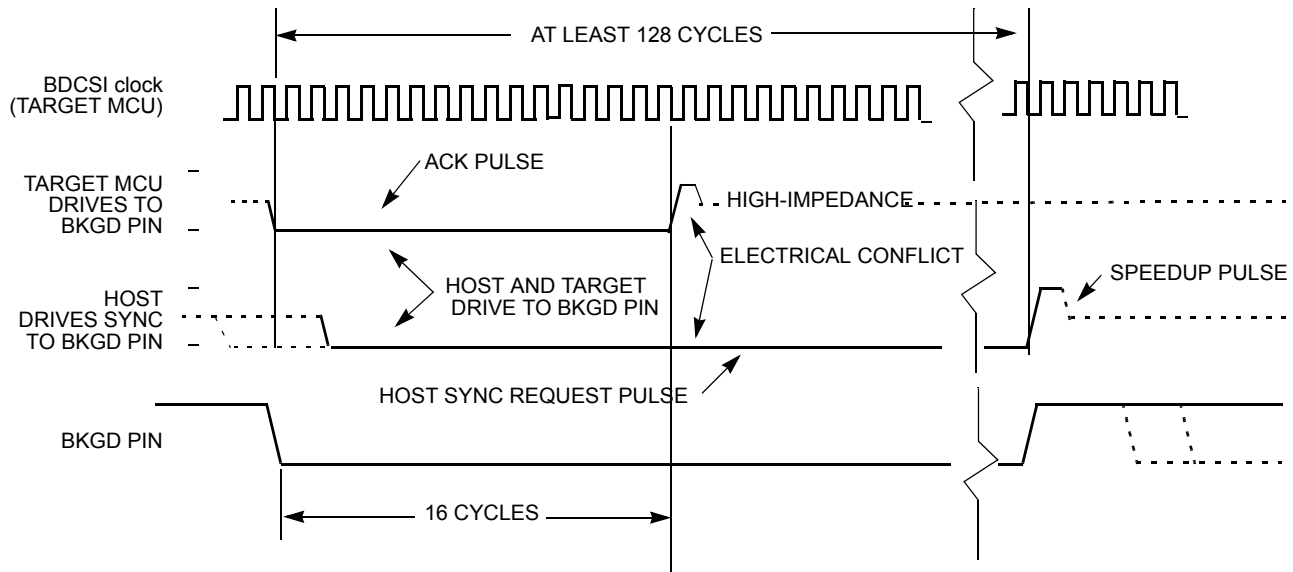 AT LEAST 128 CYCLES
BDCSI clock
(TARGET MCU)
ACK PULSE
TARGET MCU
DRIVES TO
BKGD PIN
HIGH-IMPEDANCE
ELECTRICAL CONFLICT
HOST AND TARGET
DRIVE TO BKGD PIN
SPEEDUP PULSE
HOST
DRIVES SYNC
TO BKGD PIN
HOST SYNC REQUEST PULSE
BKGD PIN
16 CYCLES